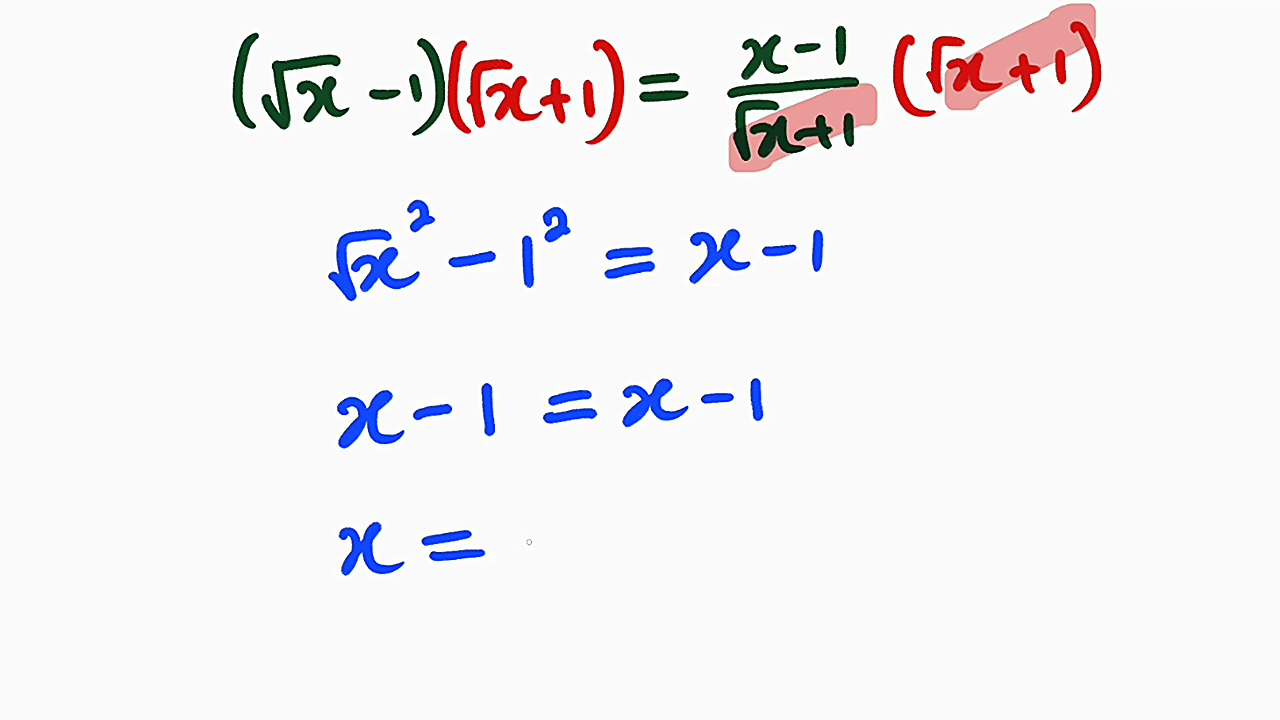 (√x - 1)(√x + 1) = x - 1 / √x + 1 (√x + 1)
√x² - 1² = x - 1
x - 1 = x - 1
x =